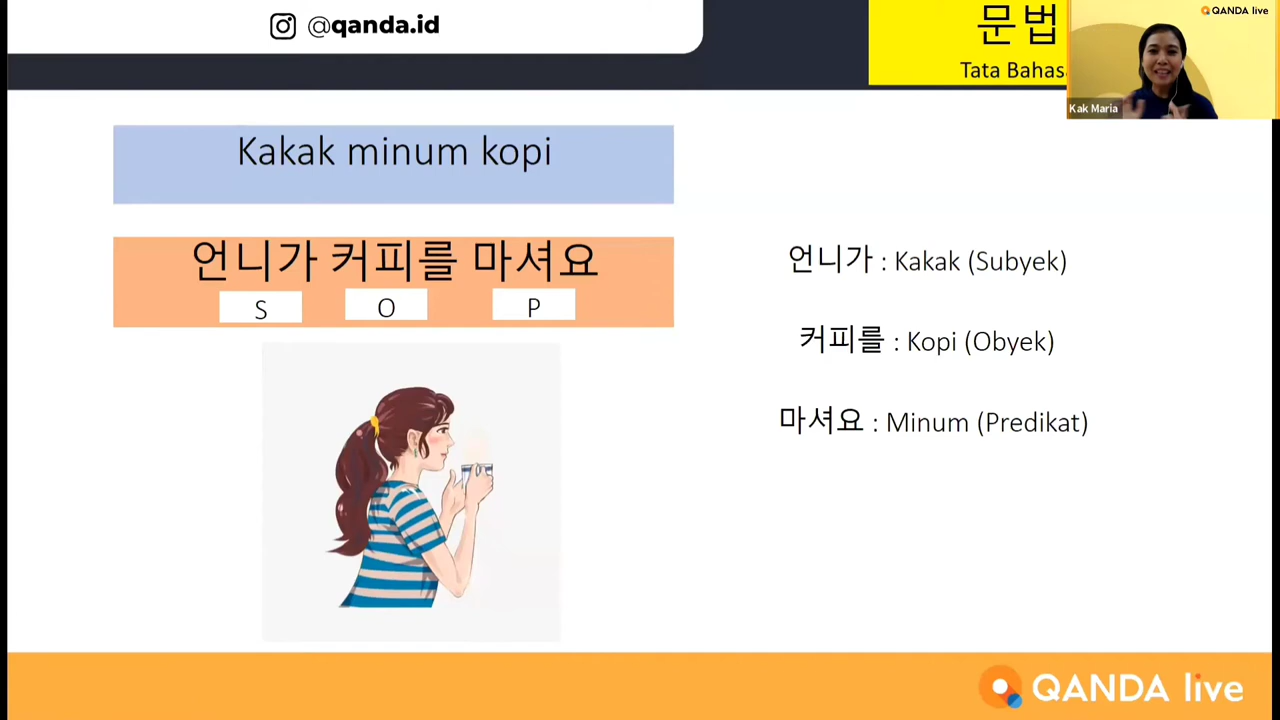 @qanda.id
문법
Tata Bahasa
QANDA live
Kak Maria
Kakak minum kopi
언니가 커피를 마셔요
S O P
언니가 : Kakak (Subyek)
커피를 : Kopi (Obyek)
마셔요 : Minum (Predikat)
QANDA live